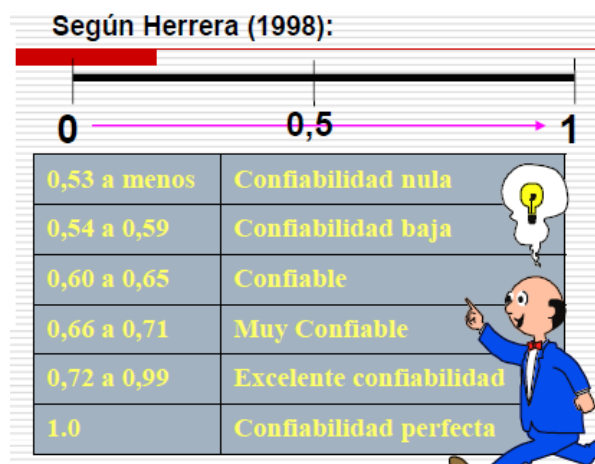 Según Herrera (1998):
0 0,5 1
0,53 a menos Confiabilidad nula
0,54 a 0,59 Confiabilidad baja
0,60 a 0,65 Confiable
0,66 a 0,71 Muy Confiable
0,72 a 0,99 Excelente confiabilidad
1.0 Confiabilidad perfecta